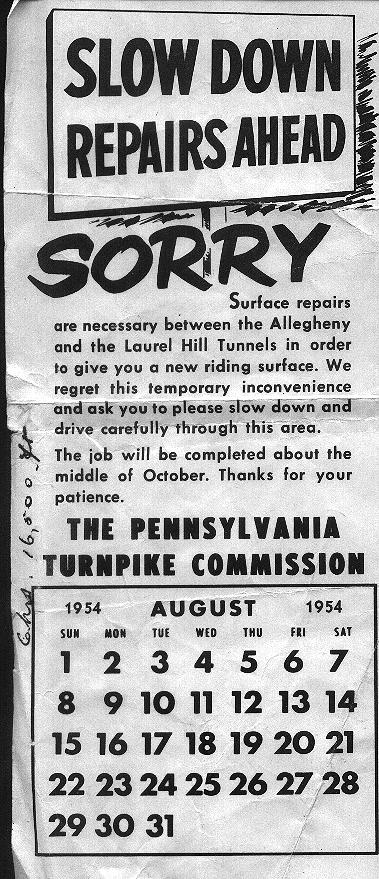 SLOW DOWN
REPAIRS AHEAD
SORRY
Surface repairs
are necessary between the Allegheny
and the Laurel Hill Tunnels in order
to give you a new riding surface. We
regret this temporary inconvenience
and ask you to please slow down and
drive carefully through this area.
The job will be completed about the
middle of October. Thanks for your
patience.
THE PENNSYLVANIA
TURNPIKE COMMISSION
16,500
1954 AUGUST 1954
SUN MON TUE WED THU FRI SAT
1 2 3 4 5 6 7
8 9 10 11 12 13 14
15 16 17 18 19 20 21
22 23 24 25 26 27 28
29 30 31